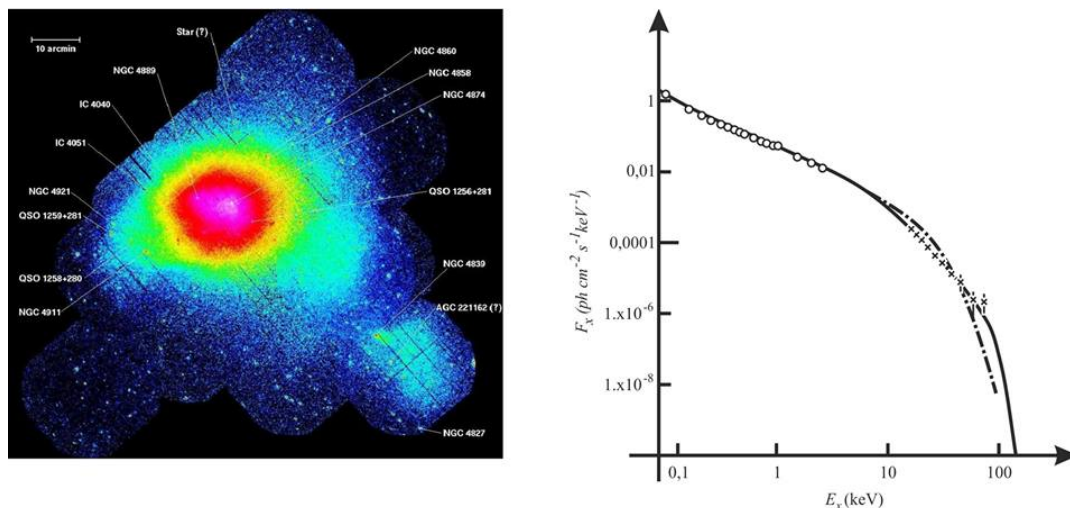 10 arcmin
Star (?)
NGC 4889
IC 4040
IC 4051
NGC 4921
QSO 1259+281
QSO 1258+280
NGC 4911
NGC 4860
NGC 4858
NGC 4874
QSO 1256+281
NGC 4839
AGC 221162 (?)
NGC 4827
F_x (ph cm⁻² s⁻¹ keV⁻¹)
1
0,01
0,0001
1.x10⁻⁶
1.x10⁻⁸
0,1 1 10 100
E_x (keV)